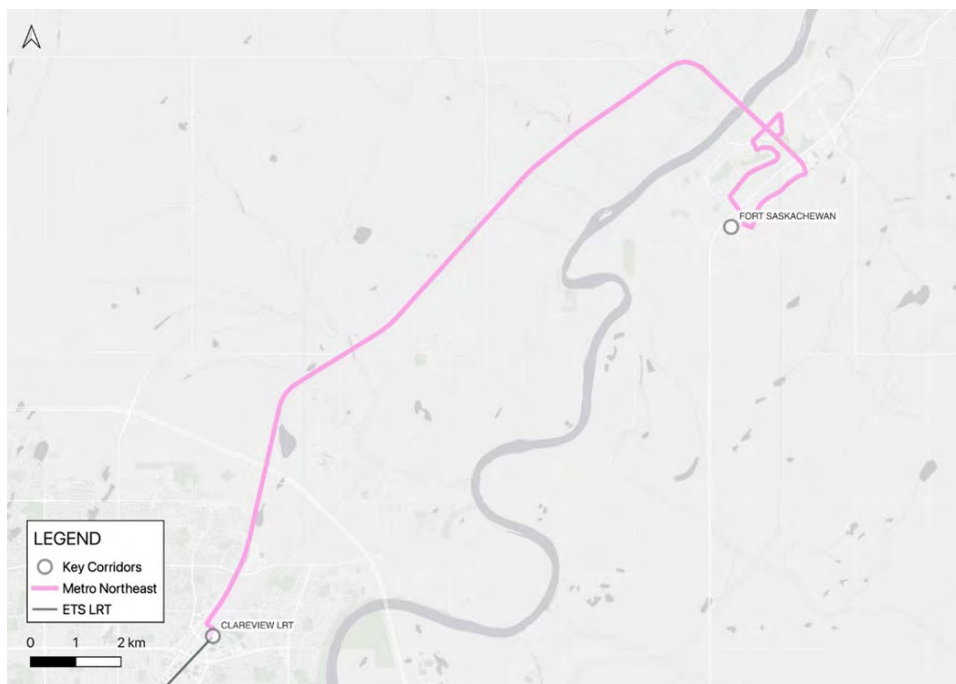 FORT SASKACHEWAN
LEGEND
Key Corridors
Metro Northeast
ETS LRT
CLAREVIEW LRT
0 1 2 km